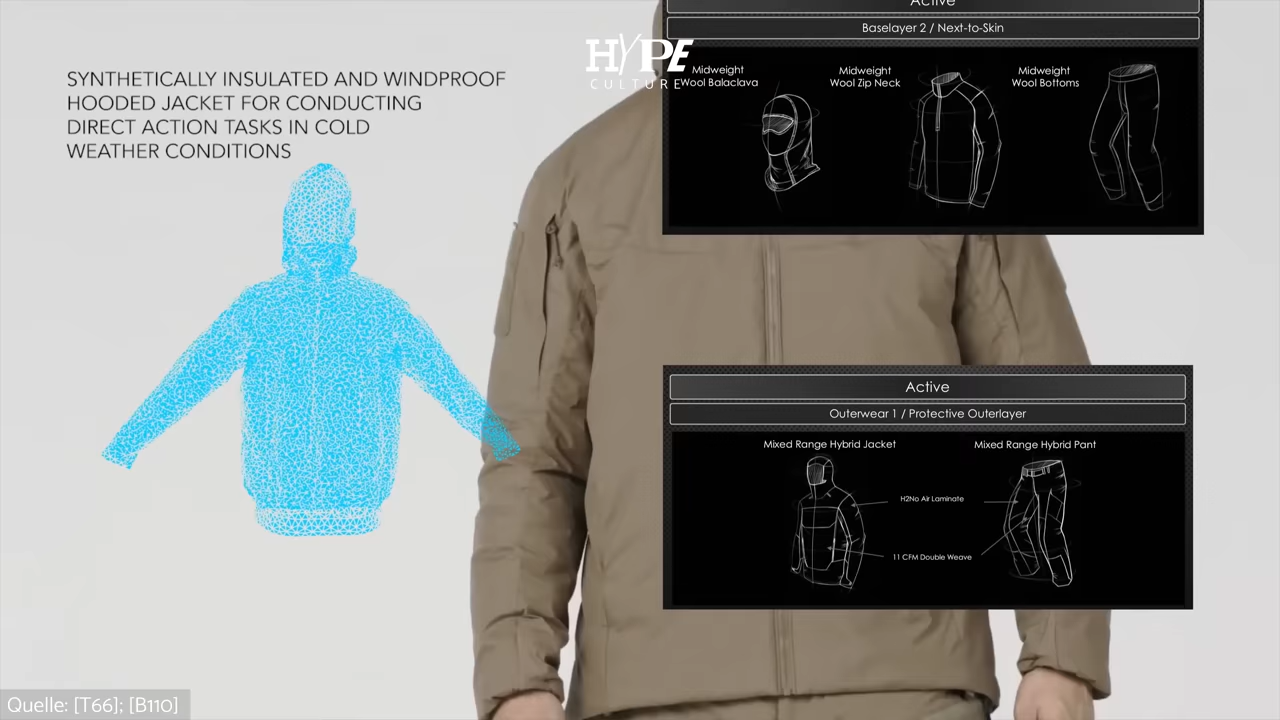 Active
Baselayer 2 / Next-to-Skin
HYPE
CULTURE
Midweight
Wool Balaclava
Midweight
Wool Zip Neck
Midweight
Wool Bottoms
SYNTHETICALLY INSULATED AND WINDPROOF
HOODED JACKET FOR CONDUCTING
DIRECT ACTION TASKS IN COLD
WEATHER CONDITIONS
Active
Outerwear 1 / Protective Outerlayer
Mixed Range Hybrid Jacket
Mixed Range Hybrid Pant
H2No Air Laminate
11 CFM Double Weave
Quelle: [T66]; [B110]